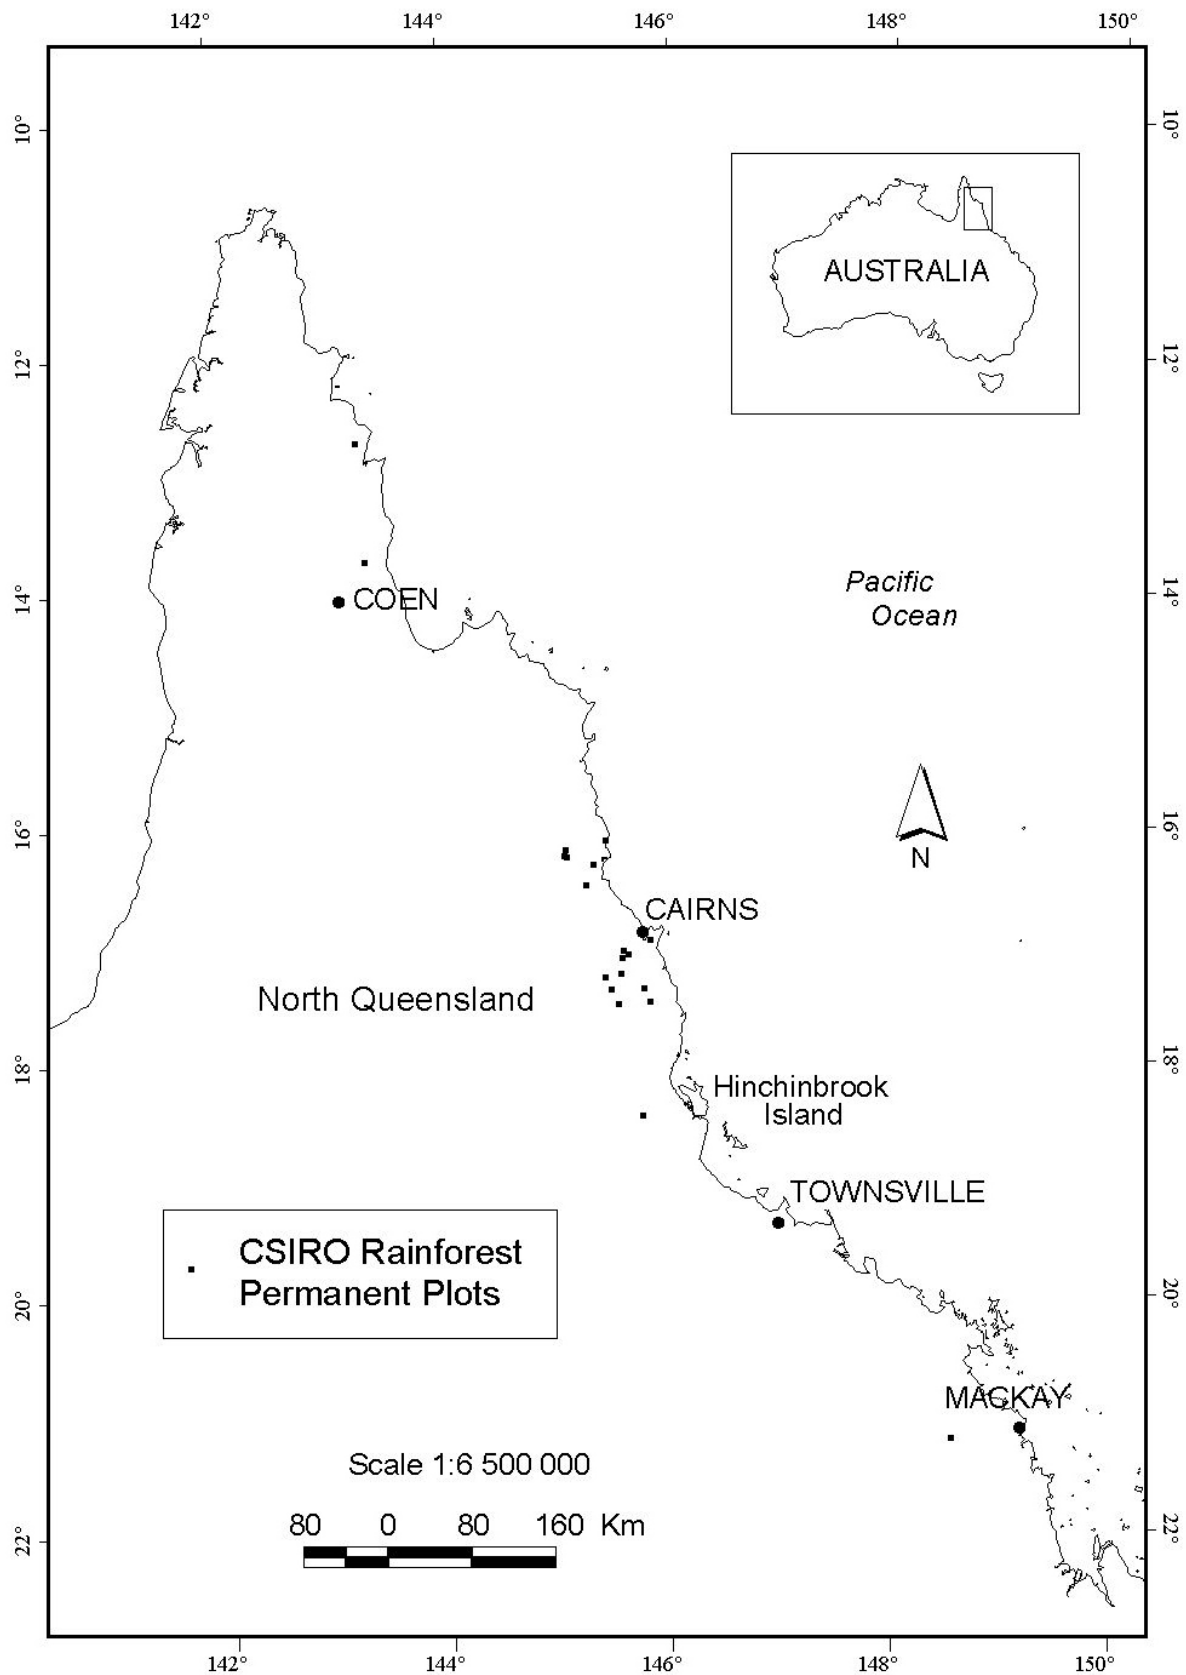 142° 144° 146° 148° 150°
10° 10°
AUSTRALIA
12° 12°
Pacific
Ocean
14° COEN 14°
16° 16°
N
CAIRNS
North Queensland
18° 18°
Hinchinbrook
Island
TOWNSVILLE
CSIRO Rainforest
Permanent Plots
20° 20°
MACKAY
Scale 1:6 500 000
80 0 80 160 Km
22° 22°
142° 144° 146° 148° 150°